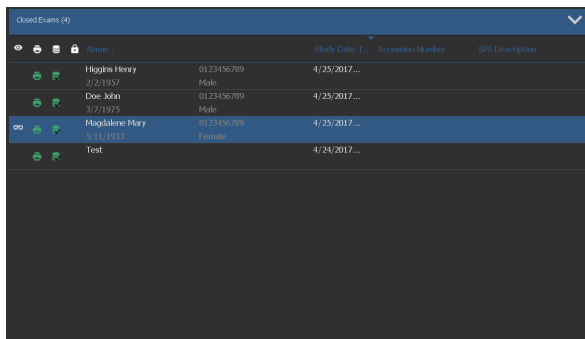 Closed Exams (4)
Name : Study Date T... Accession Number SPS Description
Higgins Henry 0123456789 4/25/2017...
2/2/1957 Male
Doe John 0123456789 4/25/2017...
3/7/1975 Male
Magdalene Mary 0123456789 4/25/2017...
5/11/1933 Female
Test 4/24/2017...